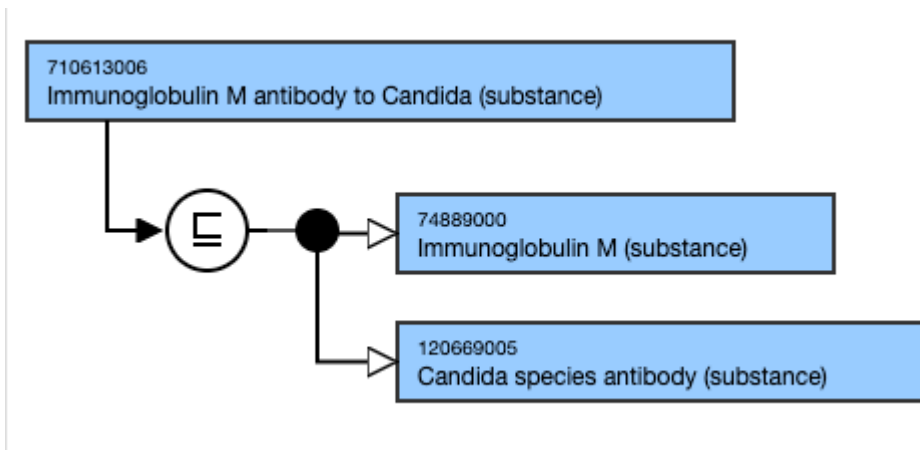 710613006
Immunoglobulin M antibody to Candida (substance)
⊑
74889000
Immunoglobulin M (substance)
120669005
Candida species antibody (substance)